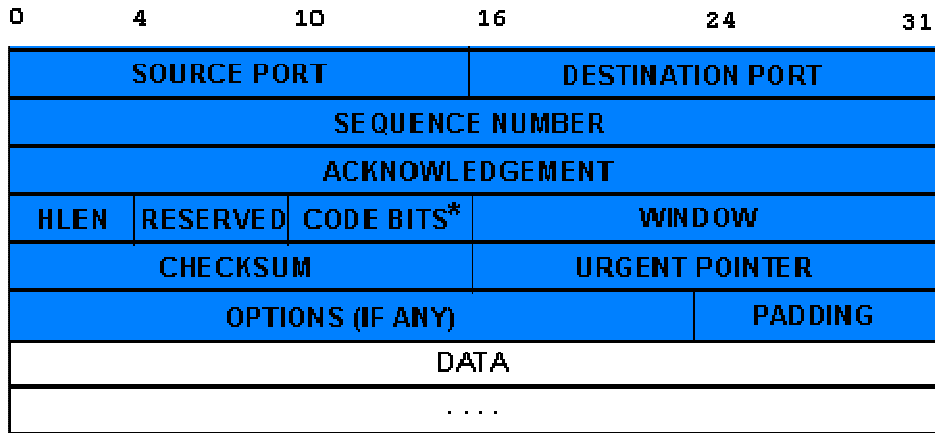 0 4 10 16 24 31
SOURCE PORT DESTINATION PORT
SEQUENCE NUMBER
ACKNOWLEDGEMENT
HLEN RESERVED CODE BITS* WINDOW
CHECKSUM URGENT POINTER
OPTIONS (IF ANY) PADDING
DATA
....